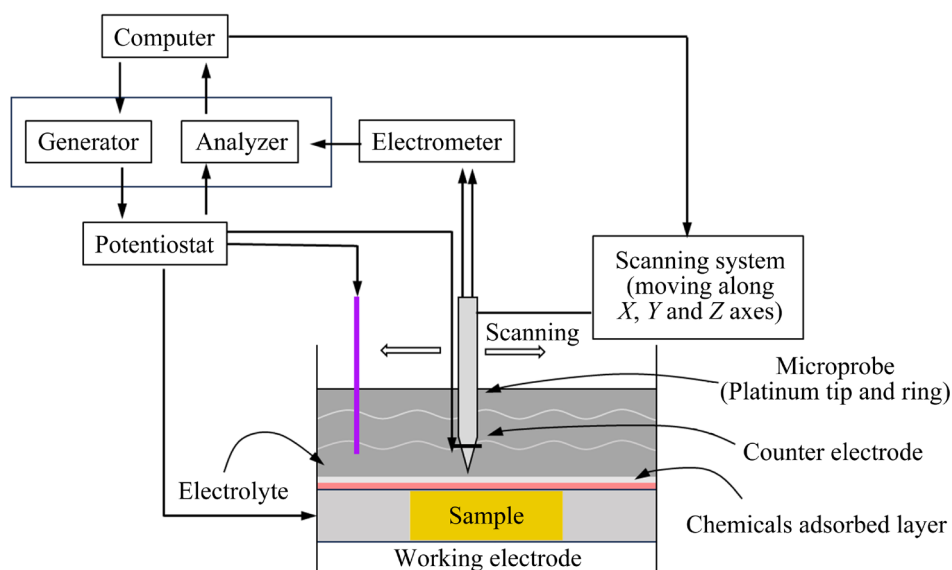 Computer
Generator
Analyzer
Electrometer
Potentiostat
Scanning system
(moving along
X, Y and Z axes)
Scanning
Microprobe
(Platinum tip and ring)
Counter electrode
Electrolyte
Sample
Chemicals adsorbed layer
Working electrode